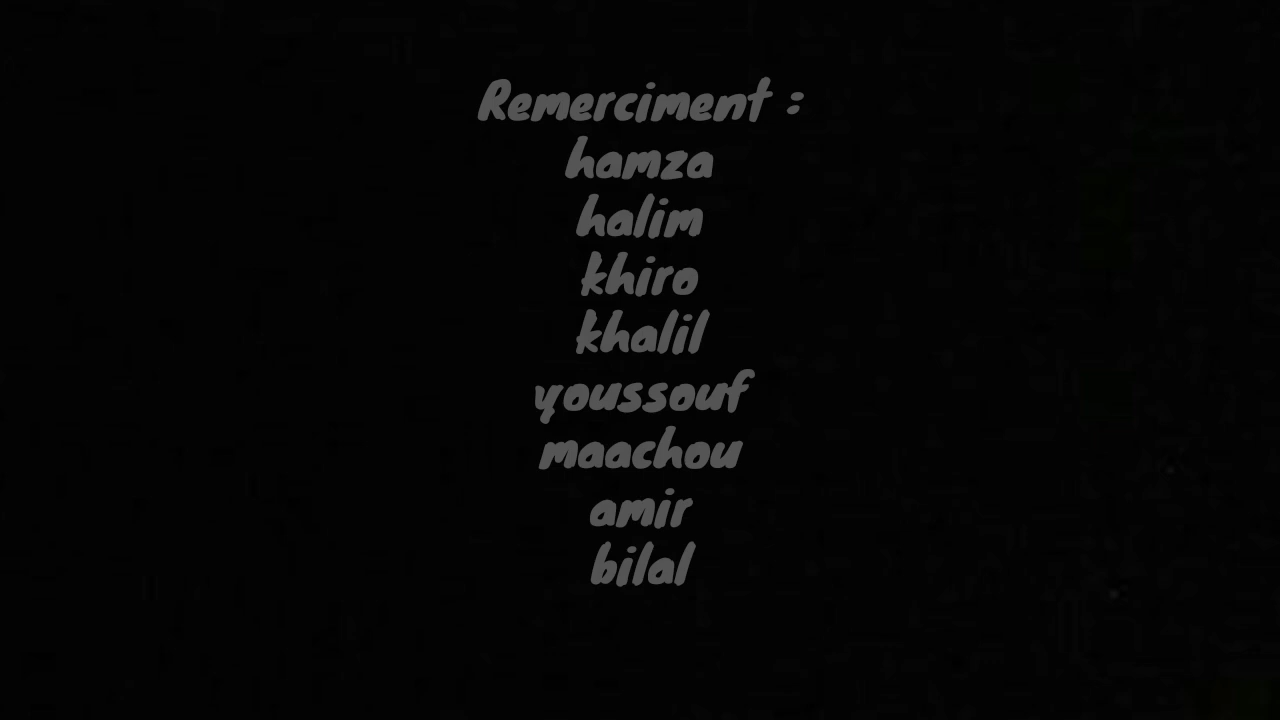 Remerciment :
hamza
halim
khiro
khalil
youssouf
maachou
amir
bilal